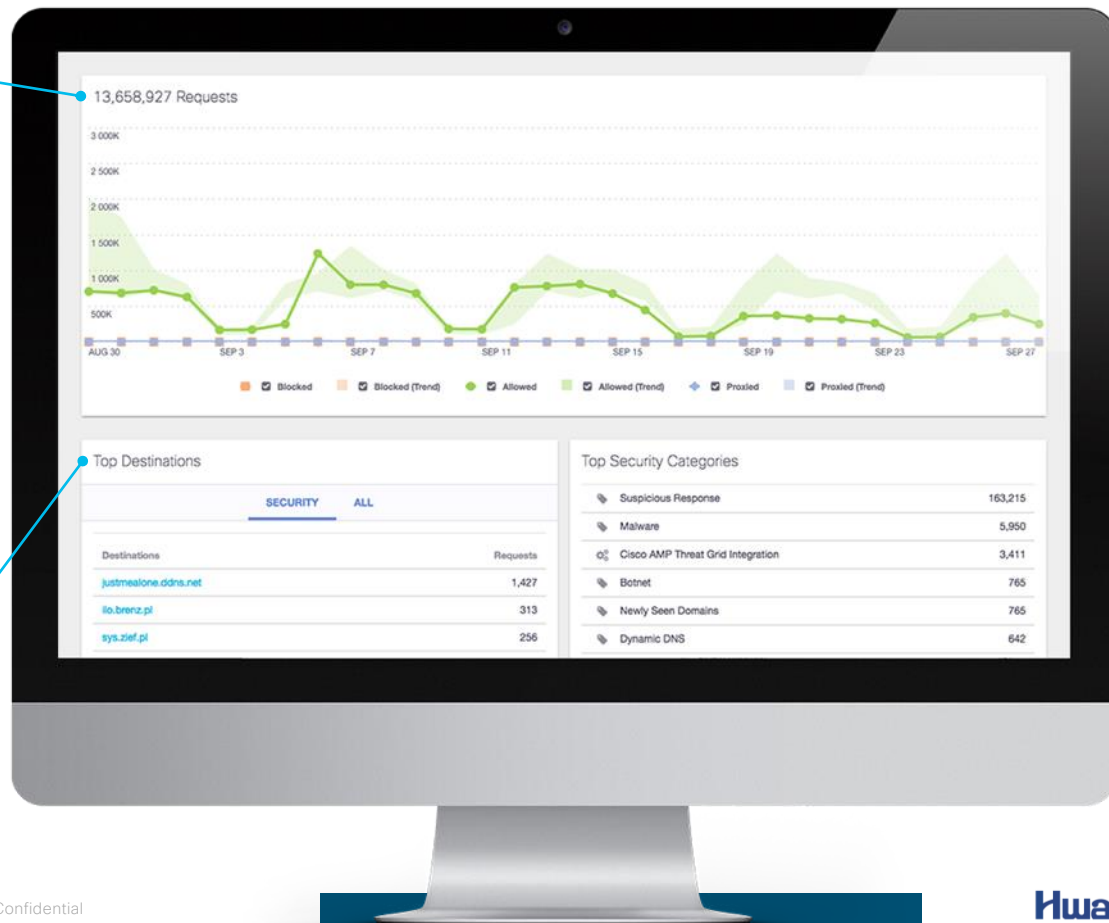 13,658,927 Requests
3 000K
2 500K
2 000K
1 500K
1 000K
500K
AUG 30 SEP 3 SEP 7 SEP 11 SEP 15 SEP 19 SEP 23 SEP 27
Blocked Blocked (Trend) Allowed Allowed (Trend) Proxied Proxied (Trend)
Top Destinations
SECURITY ALL
Destinations Requests
justmealone.ddns.net 1,427
ilo.brenz.pl 313
sys.zief.pl 256
Top Security Categories
Suspicious Response 163,215
Malware 5,950
Cisco AMP Threat Grid Integration 3,411
Botnet 765
Newly Seen Domains 765
Dynamic DNS 642
Confidential
Hwa